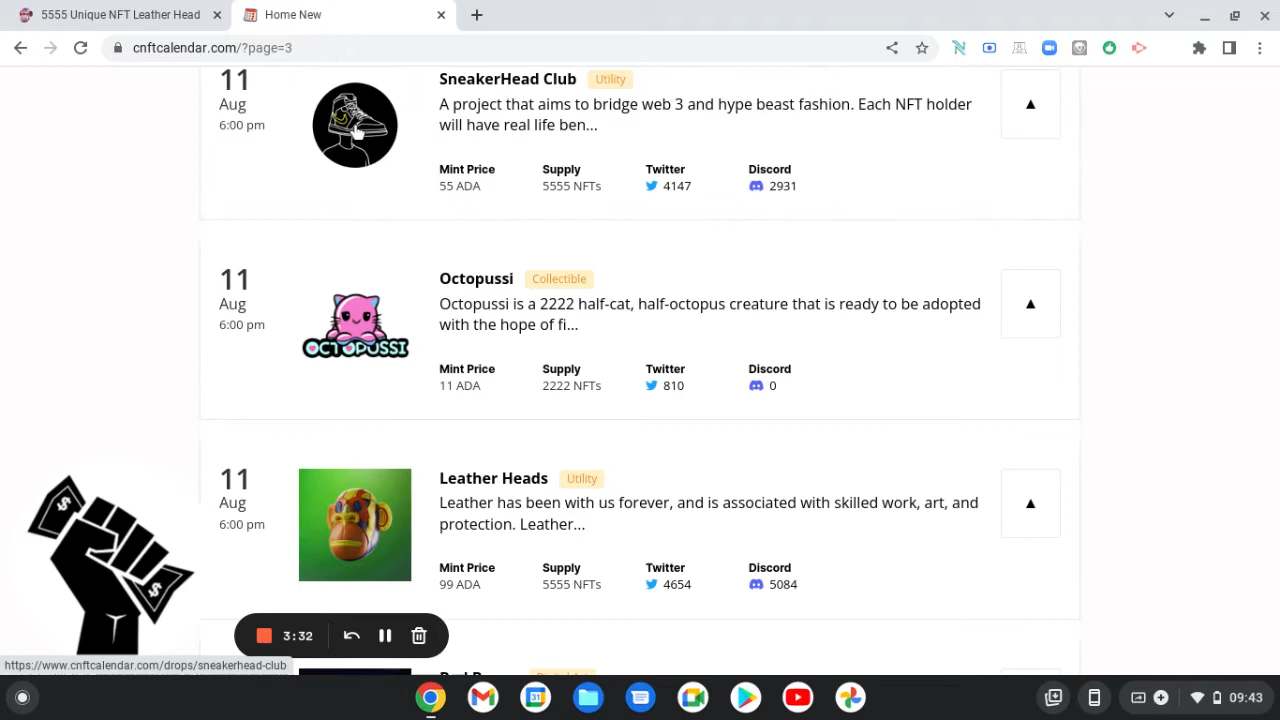 5555 Unique NFT Leather Head
Home New
cnftcalendar.com/?page=3
11
Aug
6:00 pm
SneakerHead Club Utility
A project that aims to bridge web 3 and hype beast fashion. Each NFT holder
will have real life ben...
Mint Price Supply Twitter Discord
55 ADA 5555 NFTs 4147 2931
11
Aug
6:00 pm
OCTOPUSSI
Octopussi Collectible
Octopussi is a 2222 half-cat, half-octopus creature that is ready to be adopted
with the hope of fi...
Mint Price Supply Twitter Discord
11 ADA 2222 NFTs 810 0
11
Aug
6:00 pm
Leather Heads Utility
Leather has been with us forever, and is associated with skilled work, art, and
protection. Leather...
Mint Price Supply Twitter Discord
99 ADA 5555 NFTs 4654 5084
$
$
3:32
https://www.cnftcalendar.com/drops/sneakerhead-club
31
09:43